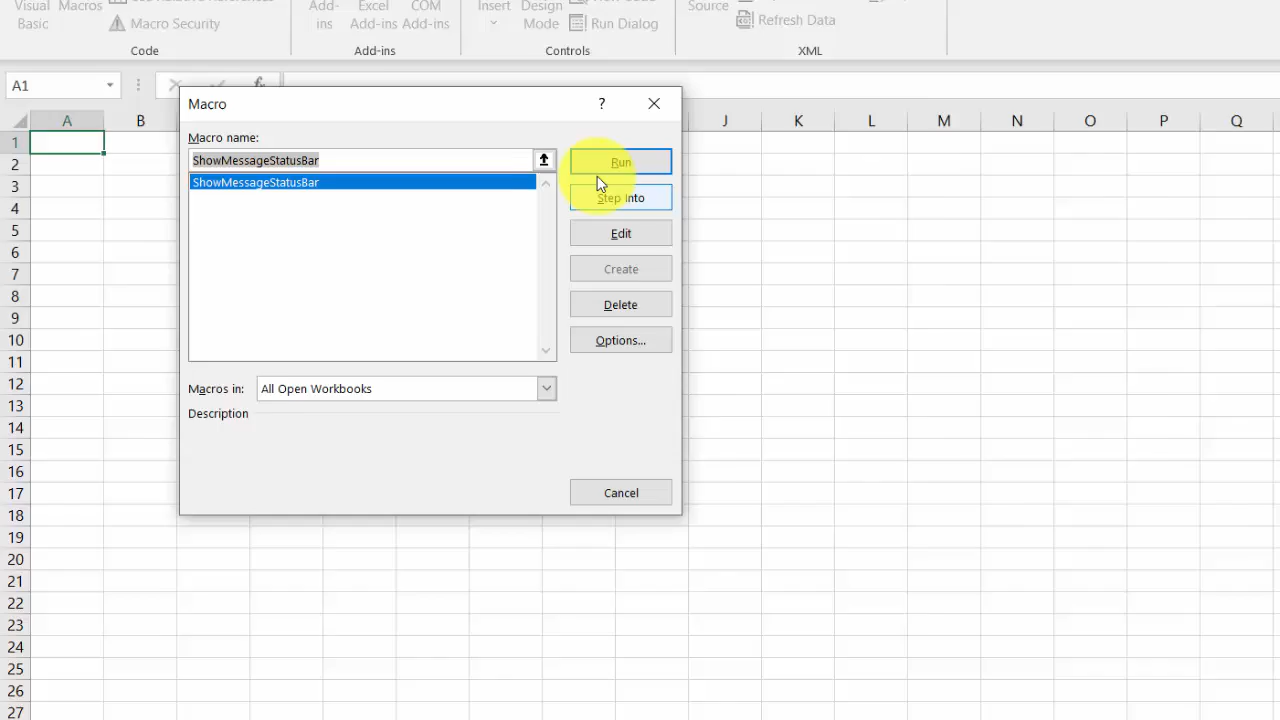 Visual Basic
Macros
Macro Security
Code
Add-ins
Excel Add-ins
COM Add-ins
Add-ins
Insert
Design Mode
Run Dialog
Controls
Source
Refresh Data
XML
A1
fx
A B J K L M N O P Q
1
2
3
4
5
6
7
8
9
10
11
12
13
14
15
16
17
18
19
20
21
22
23
24
25
26
27
Macro
?
Macro name:
ShowMessageStatusBar
ShowMessageStatusBar
Run
Step Into
Edit
Create
Delete
Options...
Macros in: All Open Workbooks
Description
Cancel